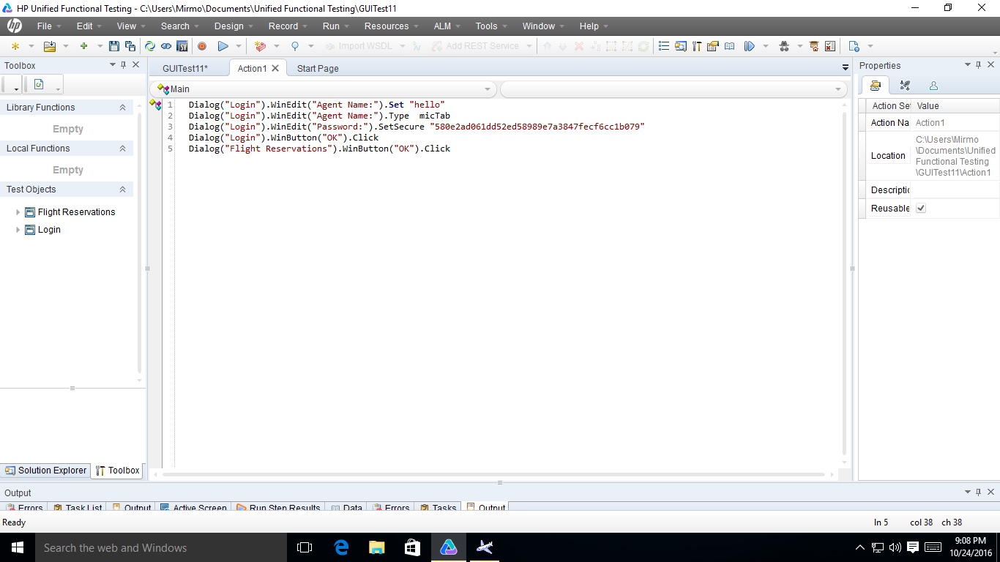 HP Unified Functional Testing - C:\Users\Mirmo\Documents\Unified Functional Testing\GUITest11
hp File Edit View Search Design Record Run Resources ALM Tools Window Help
SV Import WSDL Add REST Service
Toolbox
GUITest11* Action1 Start Page
Main
Library Functions
Empty
Local Functions
Empty
Test Objects
Flight Reservations
Login
1 Dialog("Login").WinEdit("Agent Name:").Set "hello"
2 Dialog("Login").WinEdit("Agent Name:").Type  micTab
3 Dialog("Login").WinEdit("Password:").SetSecure "580e2ad061dd52ed58989e7a3847fecf6cc1b079"
4 Dialog("Login").WinButton("OK").Click
5 Dialog("Flight Reservations").WinButton("OK").Click
Properties
Action Set Value
Action Na Action1
Location C:\Users\Mirmo
\Documents\Unified
Functional Testing
\GUITest11\Action1
Descriptic
Reusable
Solution Explorer Toolbox
Output
Errors Task List Output Active Screen Run Step Results Data Errors Tasks Output
Ready ln 5 col 38 ch 38
Search the web and Windows
9:08 PM
10/24/2016